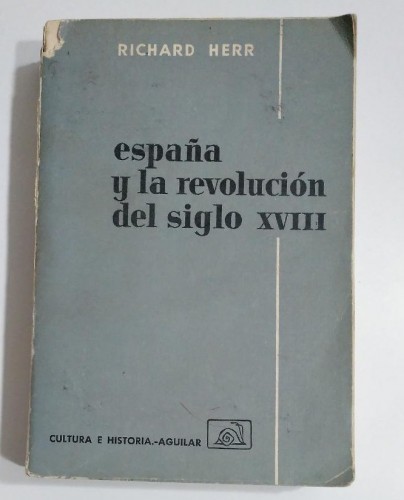 RICHARD HERR
españa
y la revolución
del siglo XVIII
CULTURA E HISTORIA.-AGUILAR